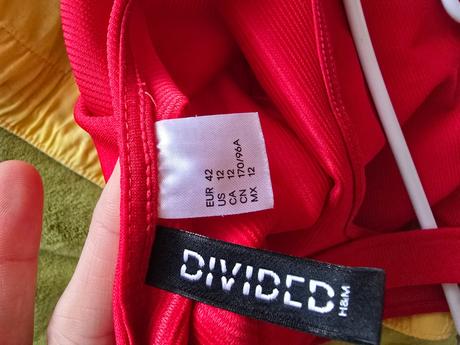 EUR 42
US 12
CA 12
CN 170/96A
MX 12
DIVIDED
H&M